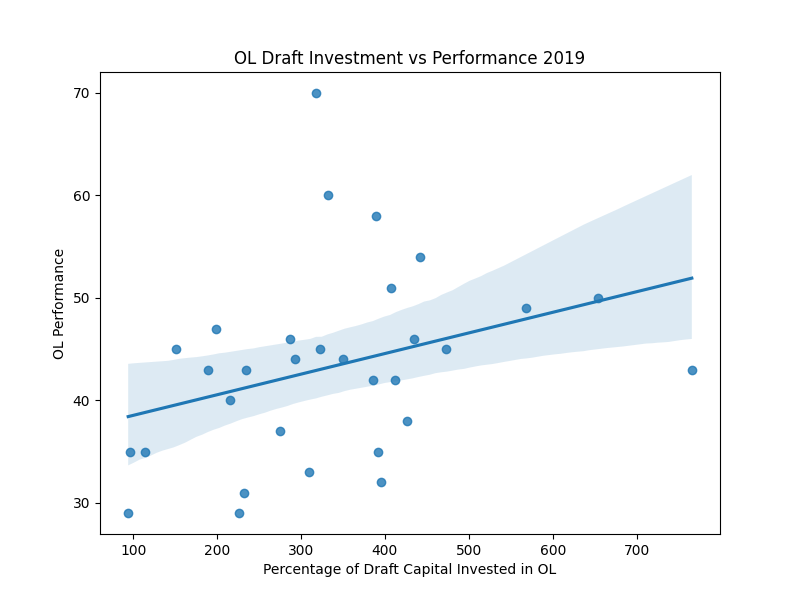 OL Draft Investment vs Performance 2019
OL Performance
70
60
50
40
30
100 200 300 400 500 600 700
Percentage of Draft Capital Invested in OL